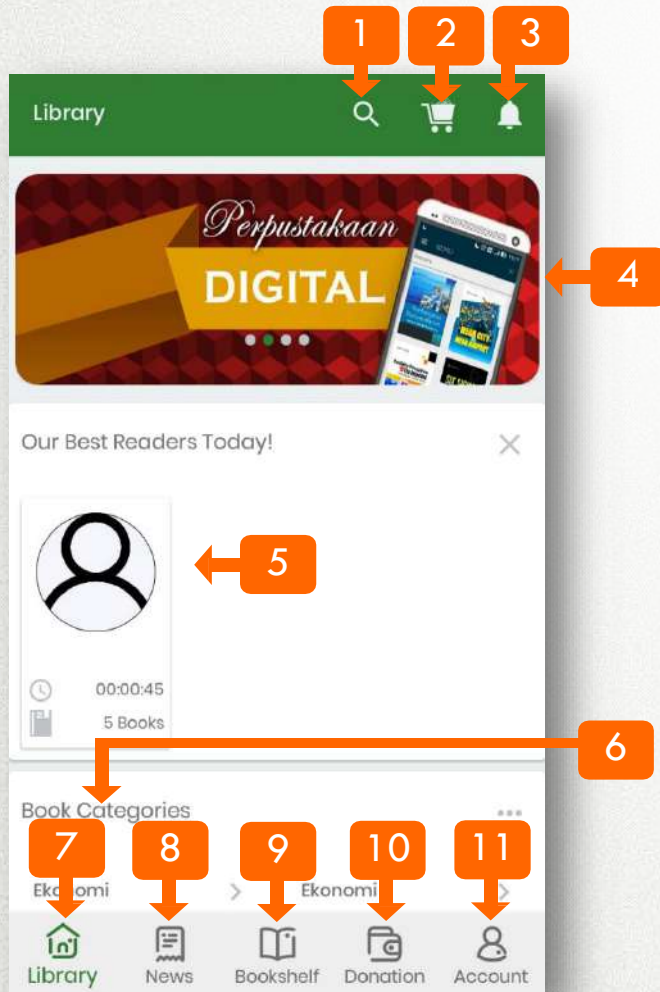 1 2 3
Library
Perpustakaan
DIGITAL
4
Our Best Readers Today!
5
00:00:45
5 Books
6
Book Categories
7 8 9 10 11
Ekonomi
Library News Bookshelf Donation Account